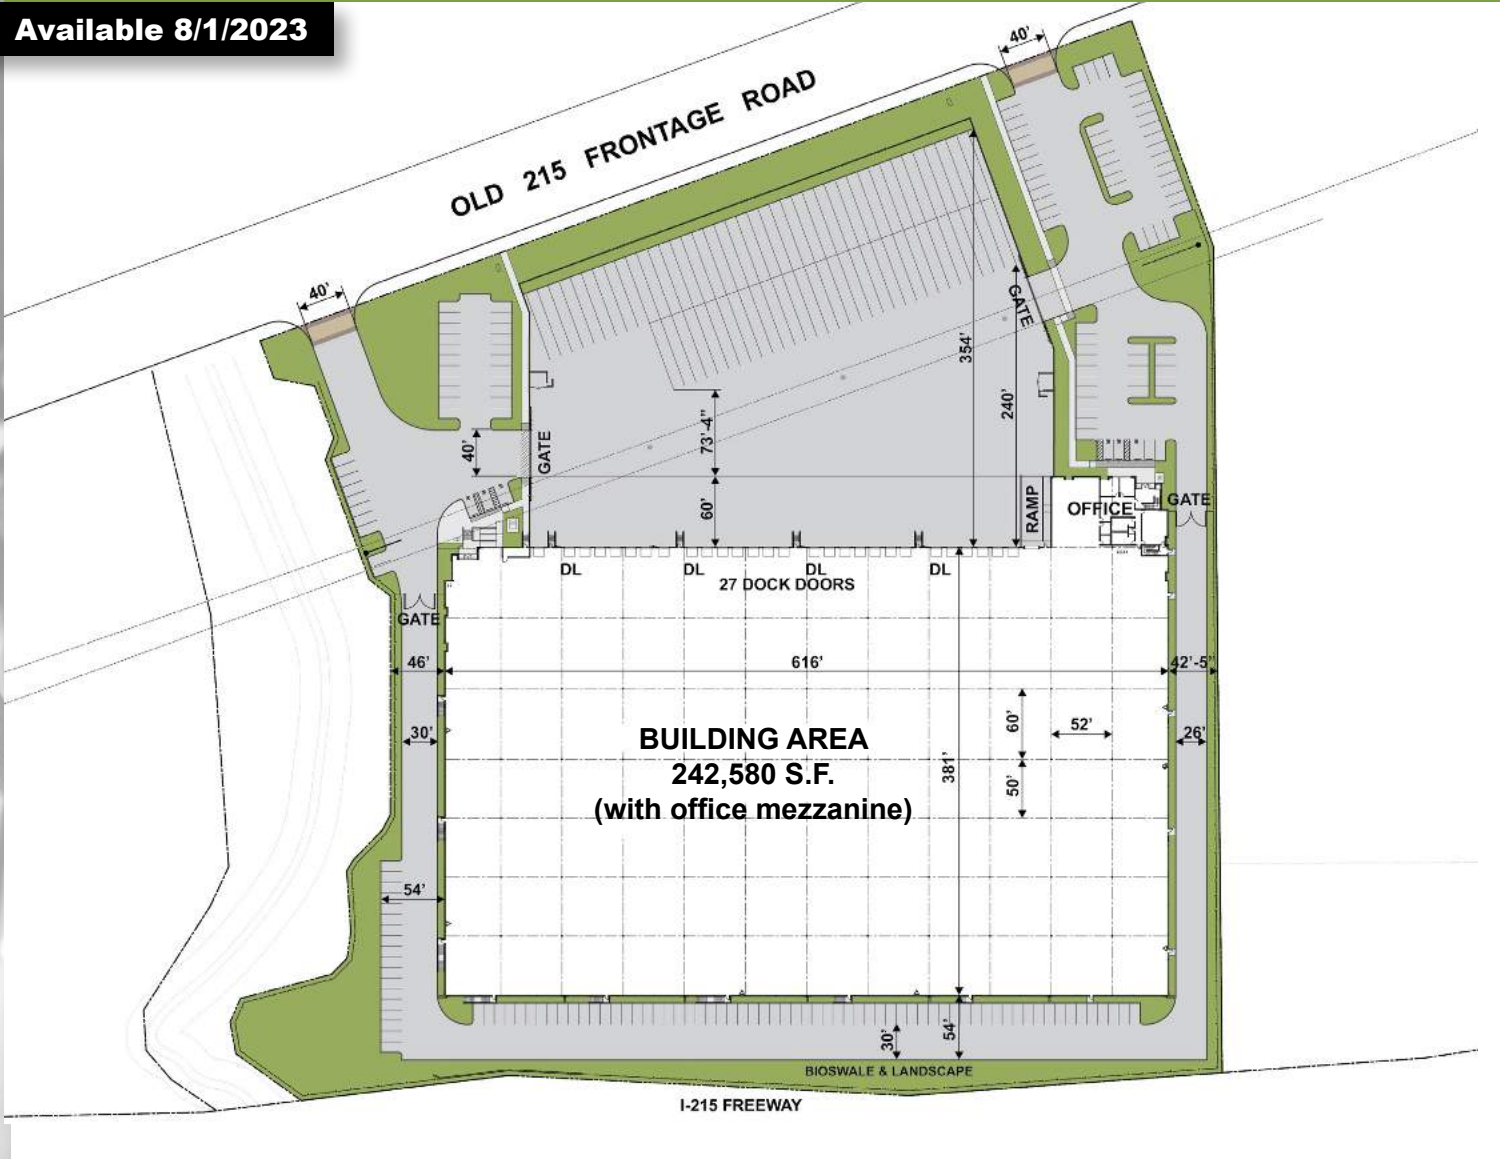 Available 8/1/2023
40'
OLD 215 FRONTAGE ROAD
40'
GATE
354'
240'
73'-4"
40'
GATE
60'
RAMP
OFFICE
GATE
DL
DL
DL
DL
27 DOCK DOORS
GATE
46'
616'
42'-5"
30'
60'
52'
26'
BUILDING AREA
242,580 S.F.
(with office mezzanine)
381'
50'
54'
30'
54'
BIOSWALE & LANDSCAPE
I-215 FREEWAY